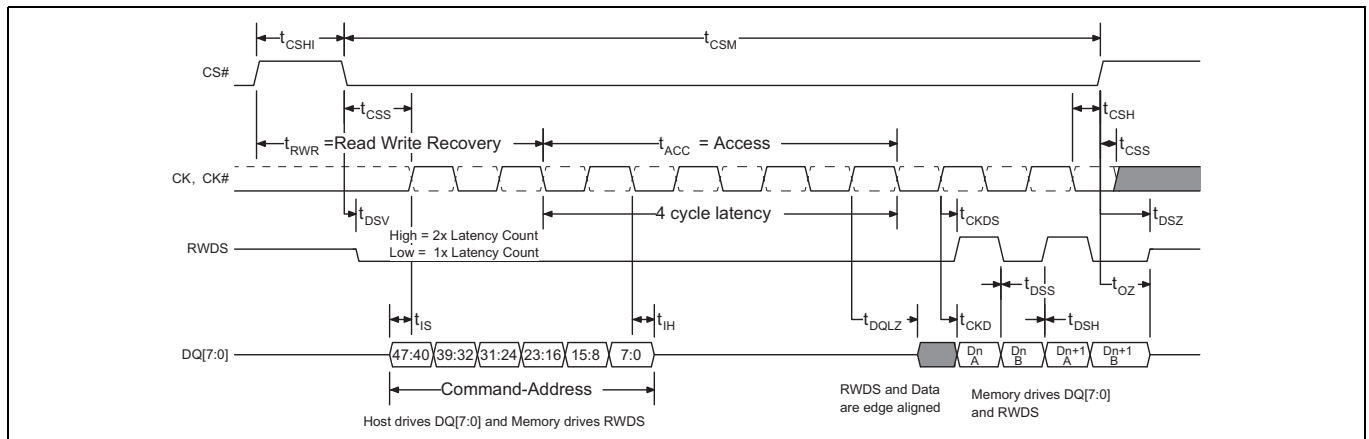 tCSHI
tCSM
CS#
tCSS
tCSH
tRWR =Read Write Recovery
tACC = Access
tCSS
CK, CK#
tDSV
4 cycle latency
tCKDS
tDSZ
High = 2x Latency Count
Low = 1x Latency Count
RWDS
tDSS
tOZ
tIS
tIH
tDQLZ
tCKD
tDSH
DQ[7:0]
47:40 39:32 31:24 23:16 15:8 7:0
Dn A
Dn B
Dn+1 A
Dn+1 B
Command-Address
RWDS and Data
are edge aligned
Memory drives DQ[7:0]
and RWDS
Host drives DQ[7:0] and Memory drives RWDS